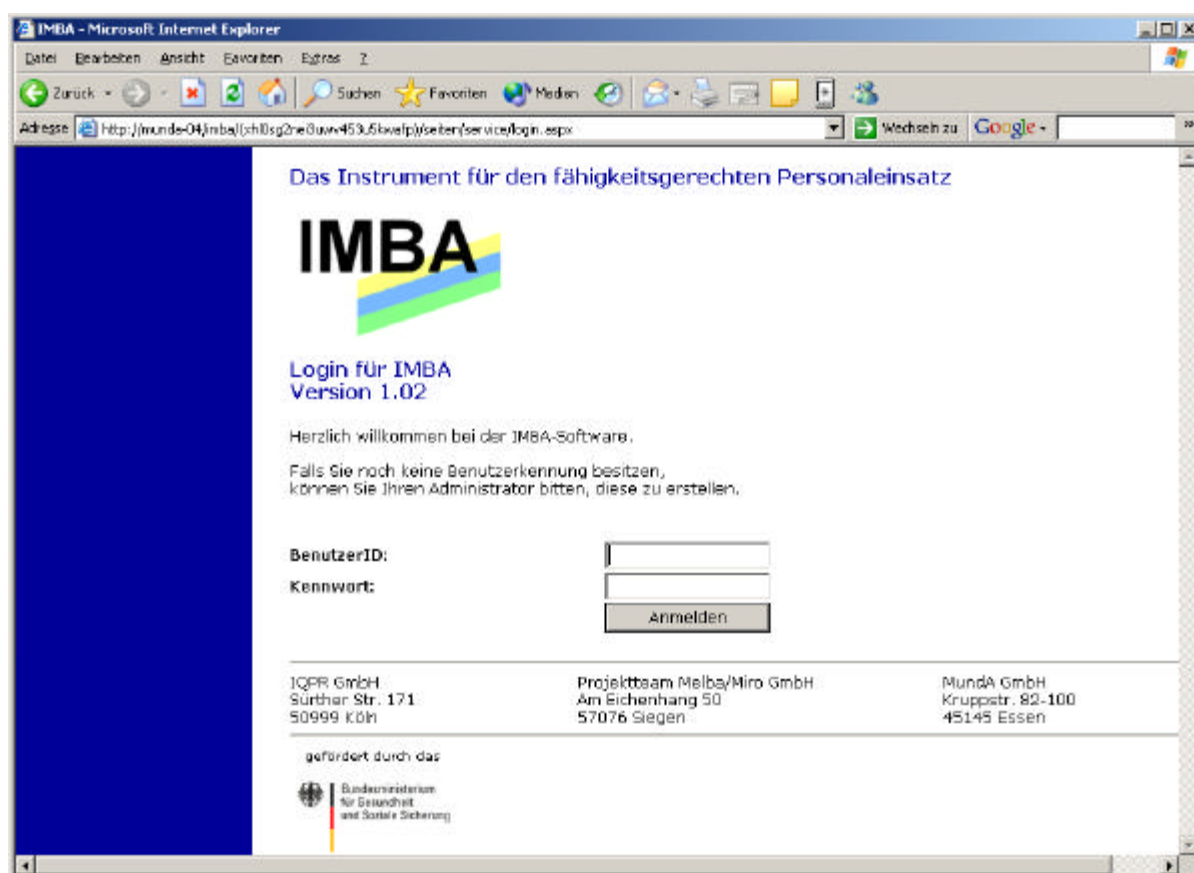 IMBA - Microsoft Internet Explorer
Datei Bearbeiten Ansicht Favoriten Extras ?
Zurück Suchen Favoriten Medien
Adresse Wechseln zu Google
Das Instrument für den fähigkeitsgerechten Personaleinsatz
IMBA
Login für IMBA
Version 1.02
Herzlich willkommen bei der IMBA-Software.
Falls Sie noch keine Benutzerkennung besitzen,
können Sie Ihren Administrator bitten, diese zu erstellen.
BenutzerID:
Kennwort:
Anmelden
IQPR GmbH Projektteam Melba/Miro GmbH MundA GmbH
Sürther Str. 171 Am Eichenhang 50 Kruppstr. 82-100
50999 Köln 57076 Siegen 45145 Essen
gefördert durch das
Bundesministerium
für Gesundheit
und Soziale Sicherung